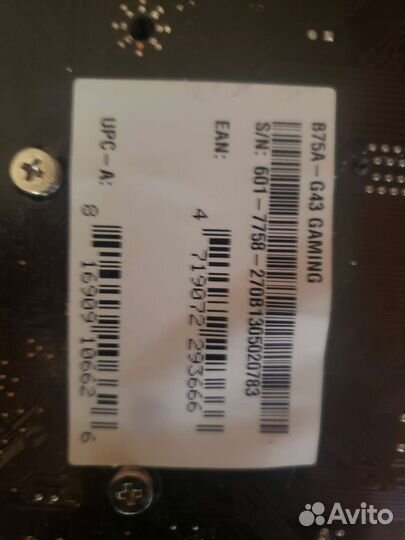 B75A-G43 GAMING
S/N: 601-7758-270B1305020783
EAN:
4 719072 293666
UPC-A:
8 16909 10662 6
Avito